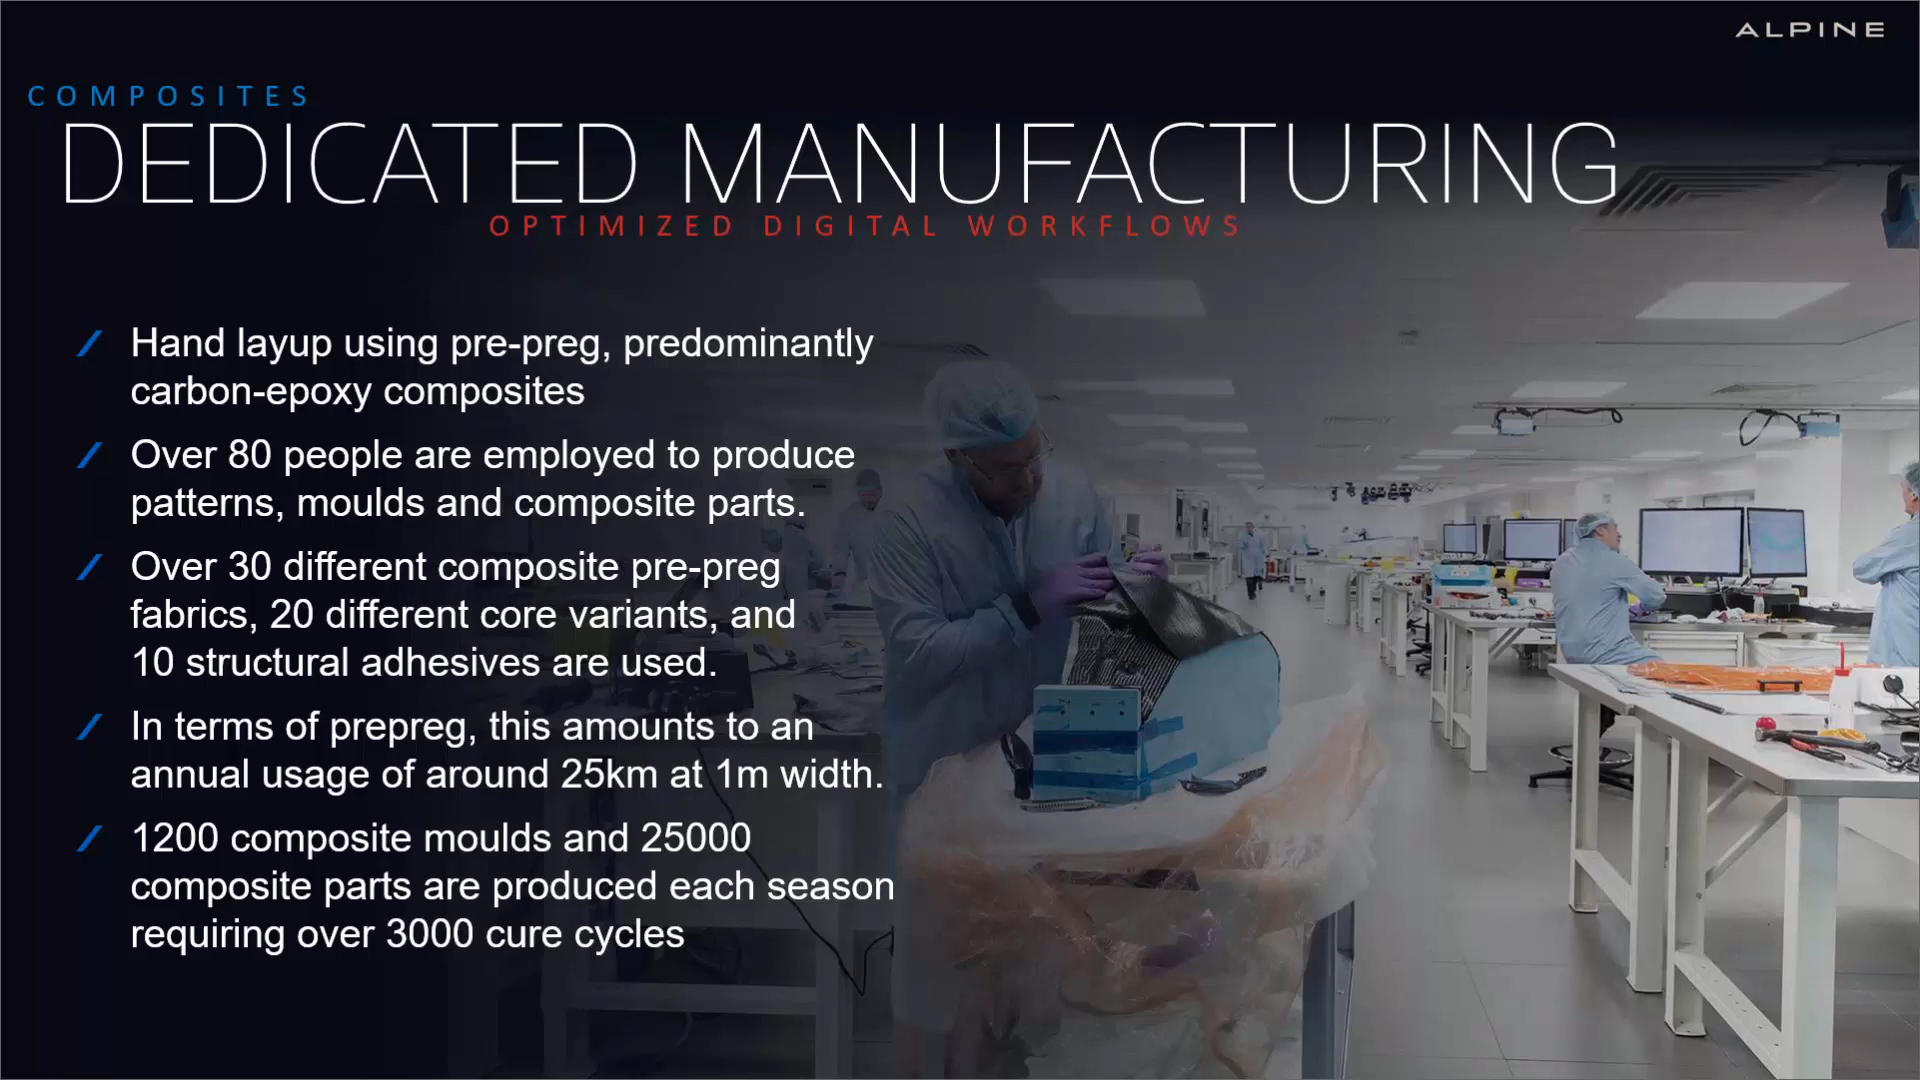 ALPINE
COMPOSITES
DEDICATED MANUFACTURING
OPTIMIZED DIGITAL WORKFLOWS
Hand layup using pre-preg, predominantly
carbon-epoxy composites
Over 80 people are employed to produce
patterns, moulds and composite parts.
Over 30 different composite pre-preg
fabrics, 20 different core variants, and
10 structural adhesives are used.
In terms of prepreg, this amounts to an
annual usage of around 25km at 1m width.
1200 composite moulds and 25000
composite parts are produced each season
requiring over 3000 cure cycles